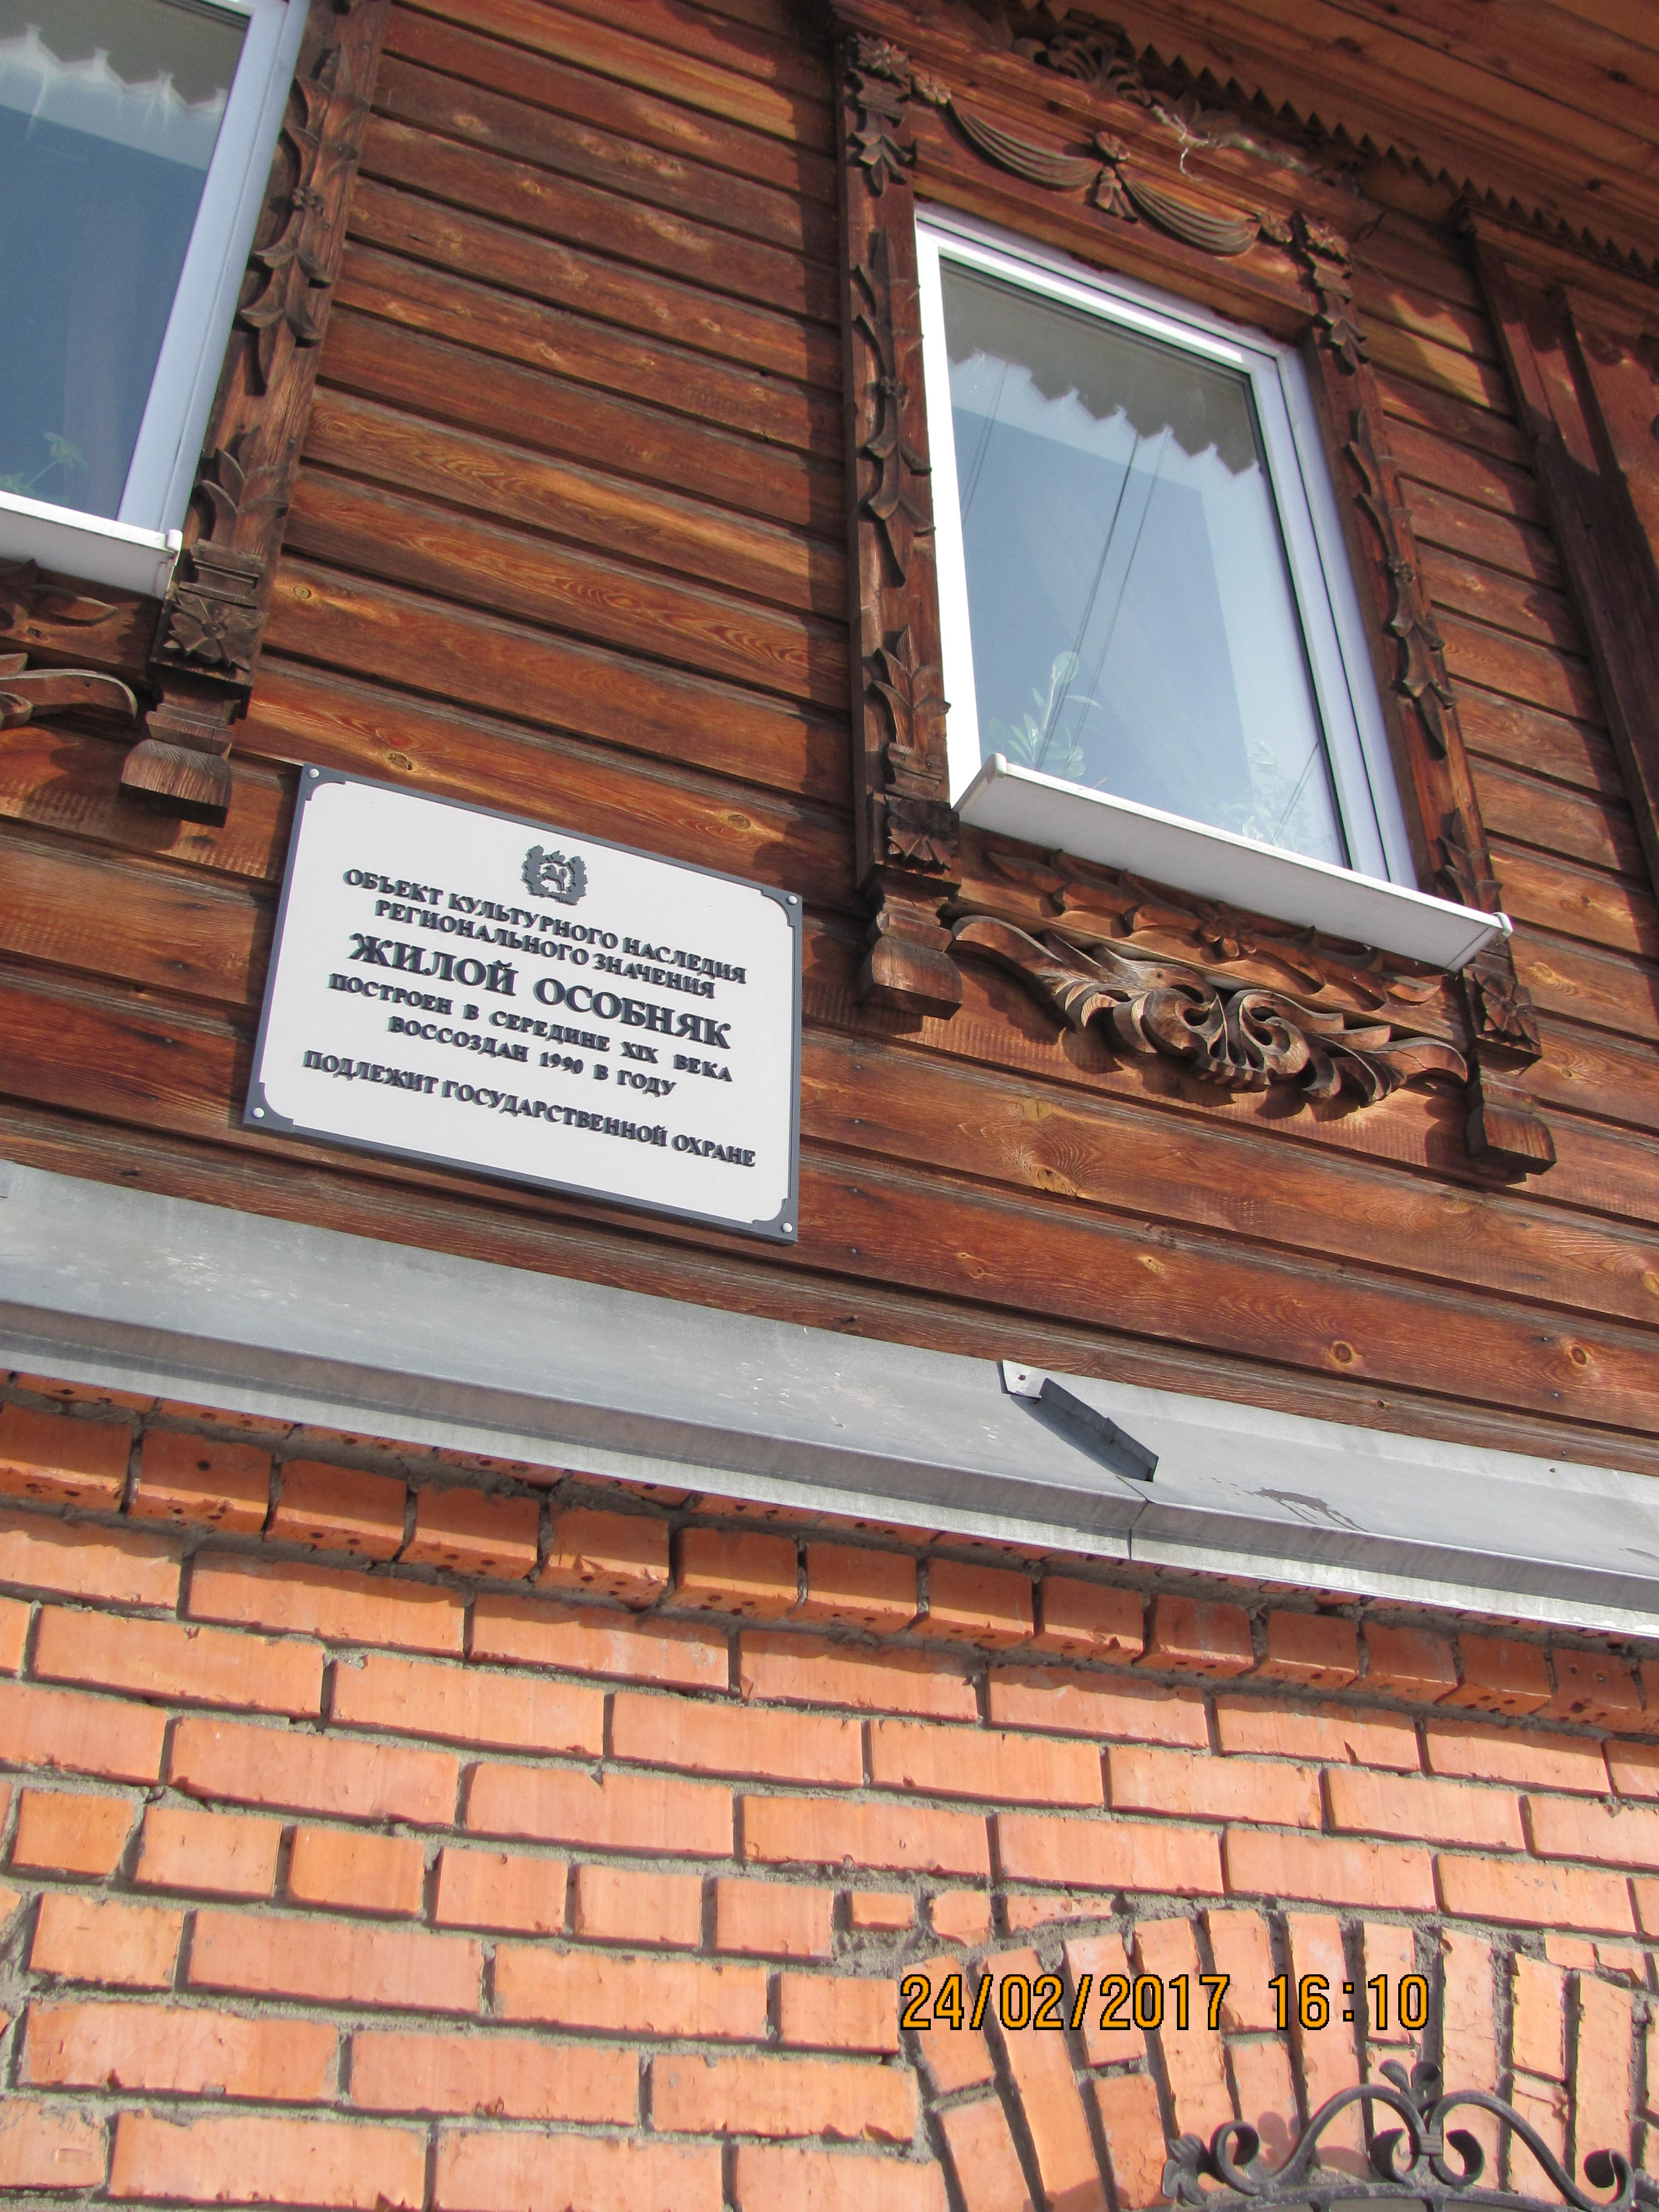 ОБЪЕКТ КУЛЬТУРНОГО НАСЛЕДИЯ
РЕГИОНАЛЬНОГО ЗНАЧЕНИЯ
ЖИЛОЙ ОСОБНЯК
ПОСТРОЕН В СЕРЕДИНЕ XIX ВЕКА
ВОССОЗДАН 1990 В ГОДУ
ПОДЛЕЖИТ ГОСУДАРСТВЕННОЙ ОХРАНЕ
24/02/2017 16:10